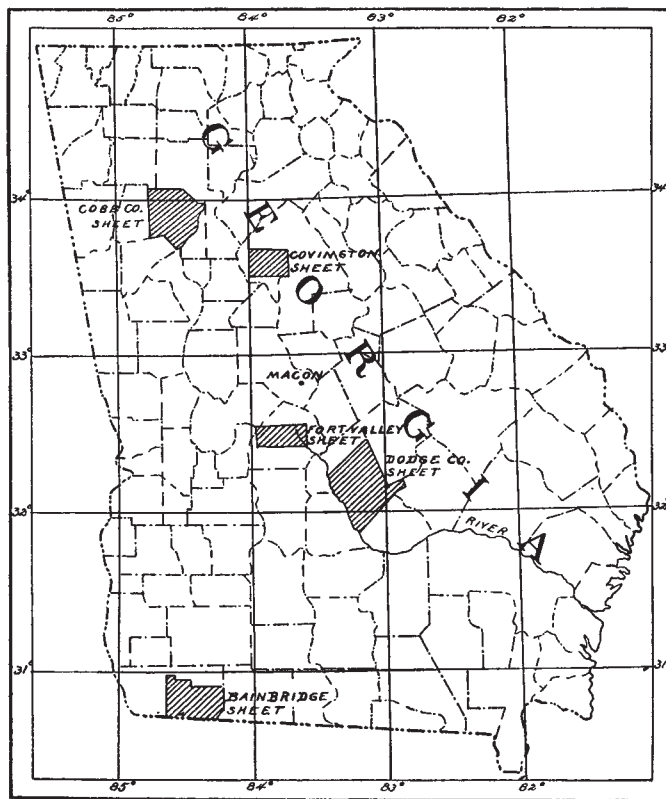 85° 84° 83° 82°
GEORGIA
34° 34°
COBB CO.
SHEET
COVINGTON
SHEET
33° 33°
MACON
FORT VALLEY
SHEET
DODGE CO.
SHEET
32° 32°
RIVER
31° 31°
BAINBRIDGE
SHEET
85° 84° 83° 82°